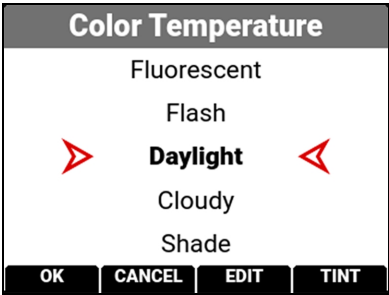 Color Temperature
Fluorescent
Flash
Daylight
Cloudy
Shade
OK CANCEL EDIT TINT